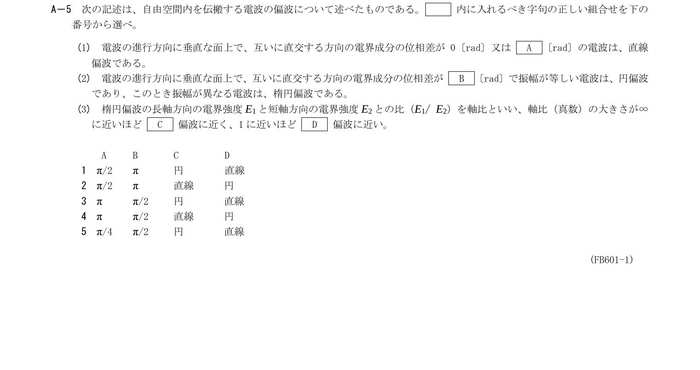 A－5 次の記述は、自由空間内を伝搬する電波の偏波について述べたものである。 内に入れるべき字句の正しい組合せを下の
番号から選べ。
(1) 電波の進行方向に垂直な面上で、互いに直交する方向の電界成分の位相差が 0〔rad〕又は A 〔rad〕の電波は、直線
偏波である。
(2) 電波の進行方向に垂直な面上で、互いに直交する方向の電界成分の位相差が B 〔rad〕で振幅が等しい電波は、円偏波
であり、このとき振幅が異なる電波は、楕円偏波である。
(3) 楕円偏波の長軸方向の電界強度 E1 と短軸方向の電界強度 E2 との比（E1/ E2）を軸比といい、軸比（真数）の大きさが∞
に近いほど C 偏波に近く、1 に近いほど D 偏波に近い。
A B C D
1 π/2 π 円 直線
2 π/2 π 直線 円
3 π π/2 円 直線
4 π π/2 直線 円
5 π/4 π/2 円 直線
(FB601-1)